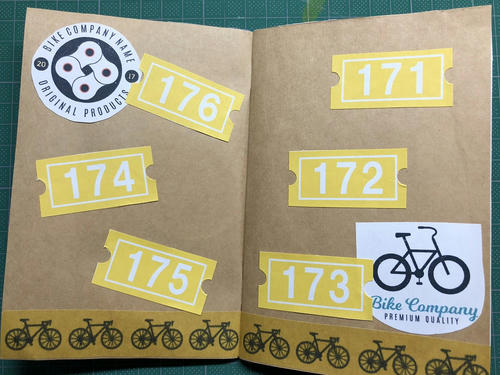 BIKE COMPANY NAME
20 17
ORIGINAL PRODUCTS
176
174
175
171
172
173
Bike Company
PREMIUM QUALITY